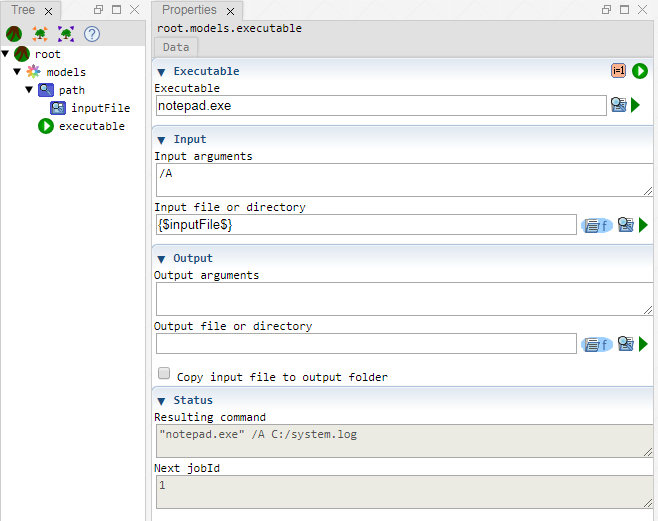 Tree
Properties
root
models
path
inputFile
executable
root.models.executable
Data
Executable
i=1
Executable
notepad.exe
Input
Input arguments
/A
Input file or directory
{$inputFile$}
f
Output
Output arguments
Output file or directory
f
Copy input file to output folder
Status
Resulting command
"notepad.exe" /A C:/system.log
Next jobId
1